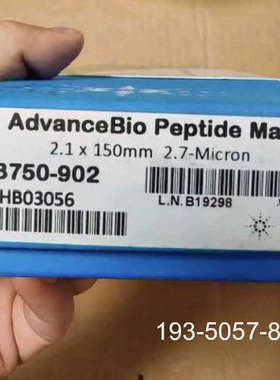 AdvanceBio Peptide Ma
2.1 x 150mm 2.7-Micron
3750-902
HB03056
L.N. B19298
193-5057-8